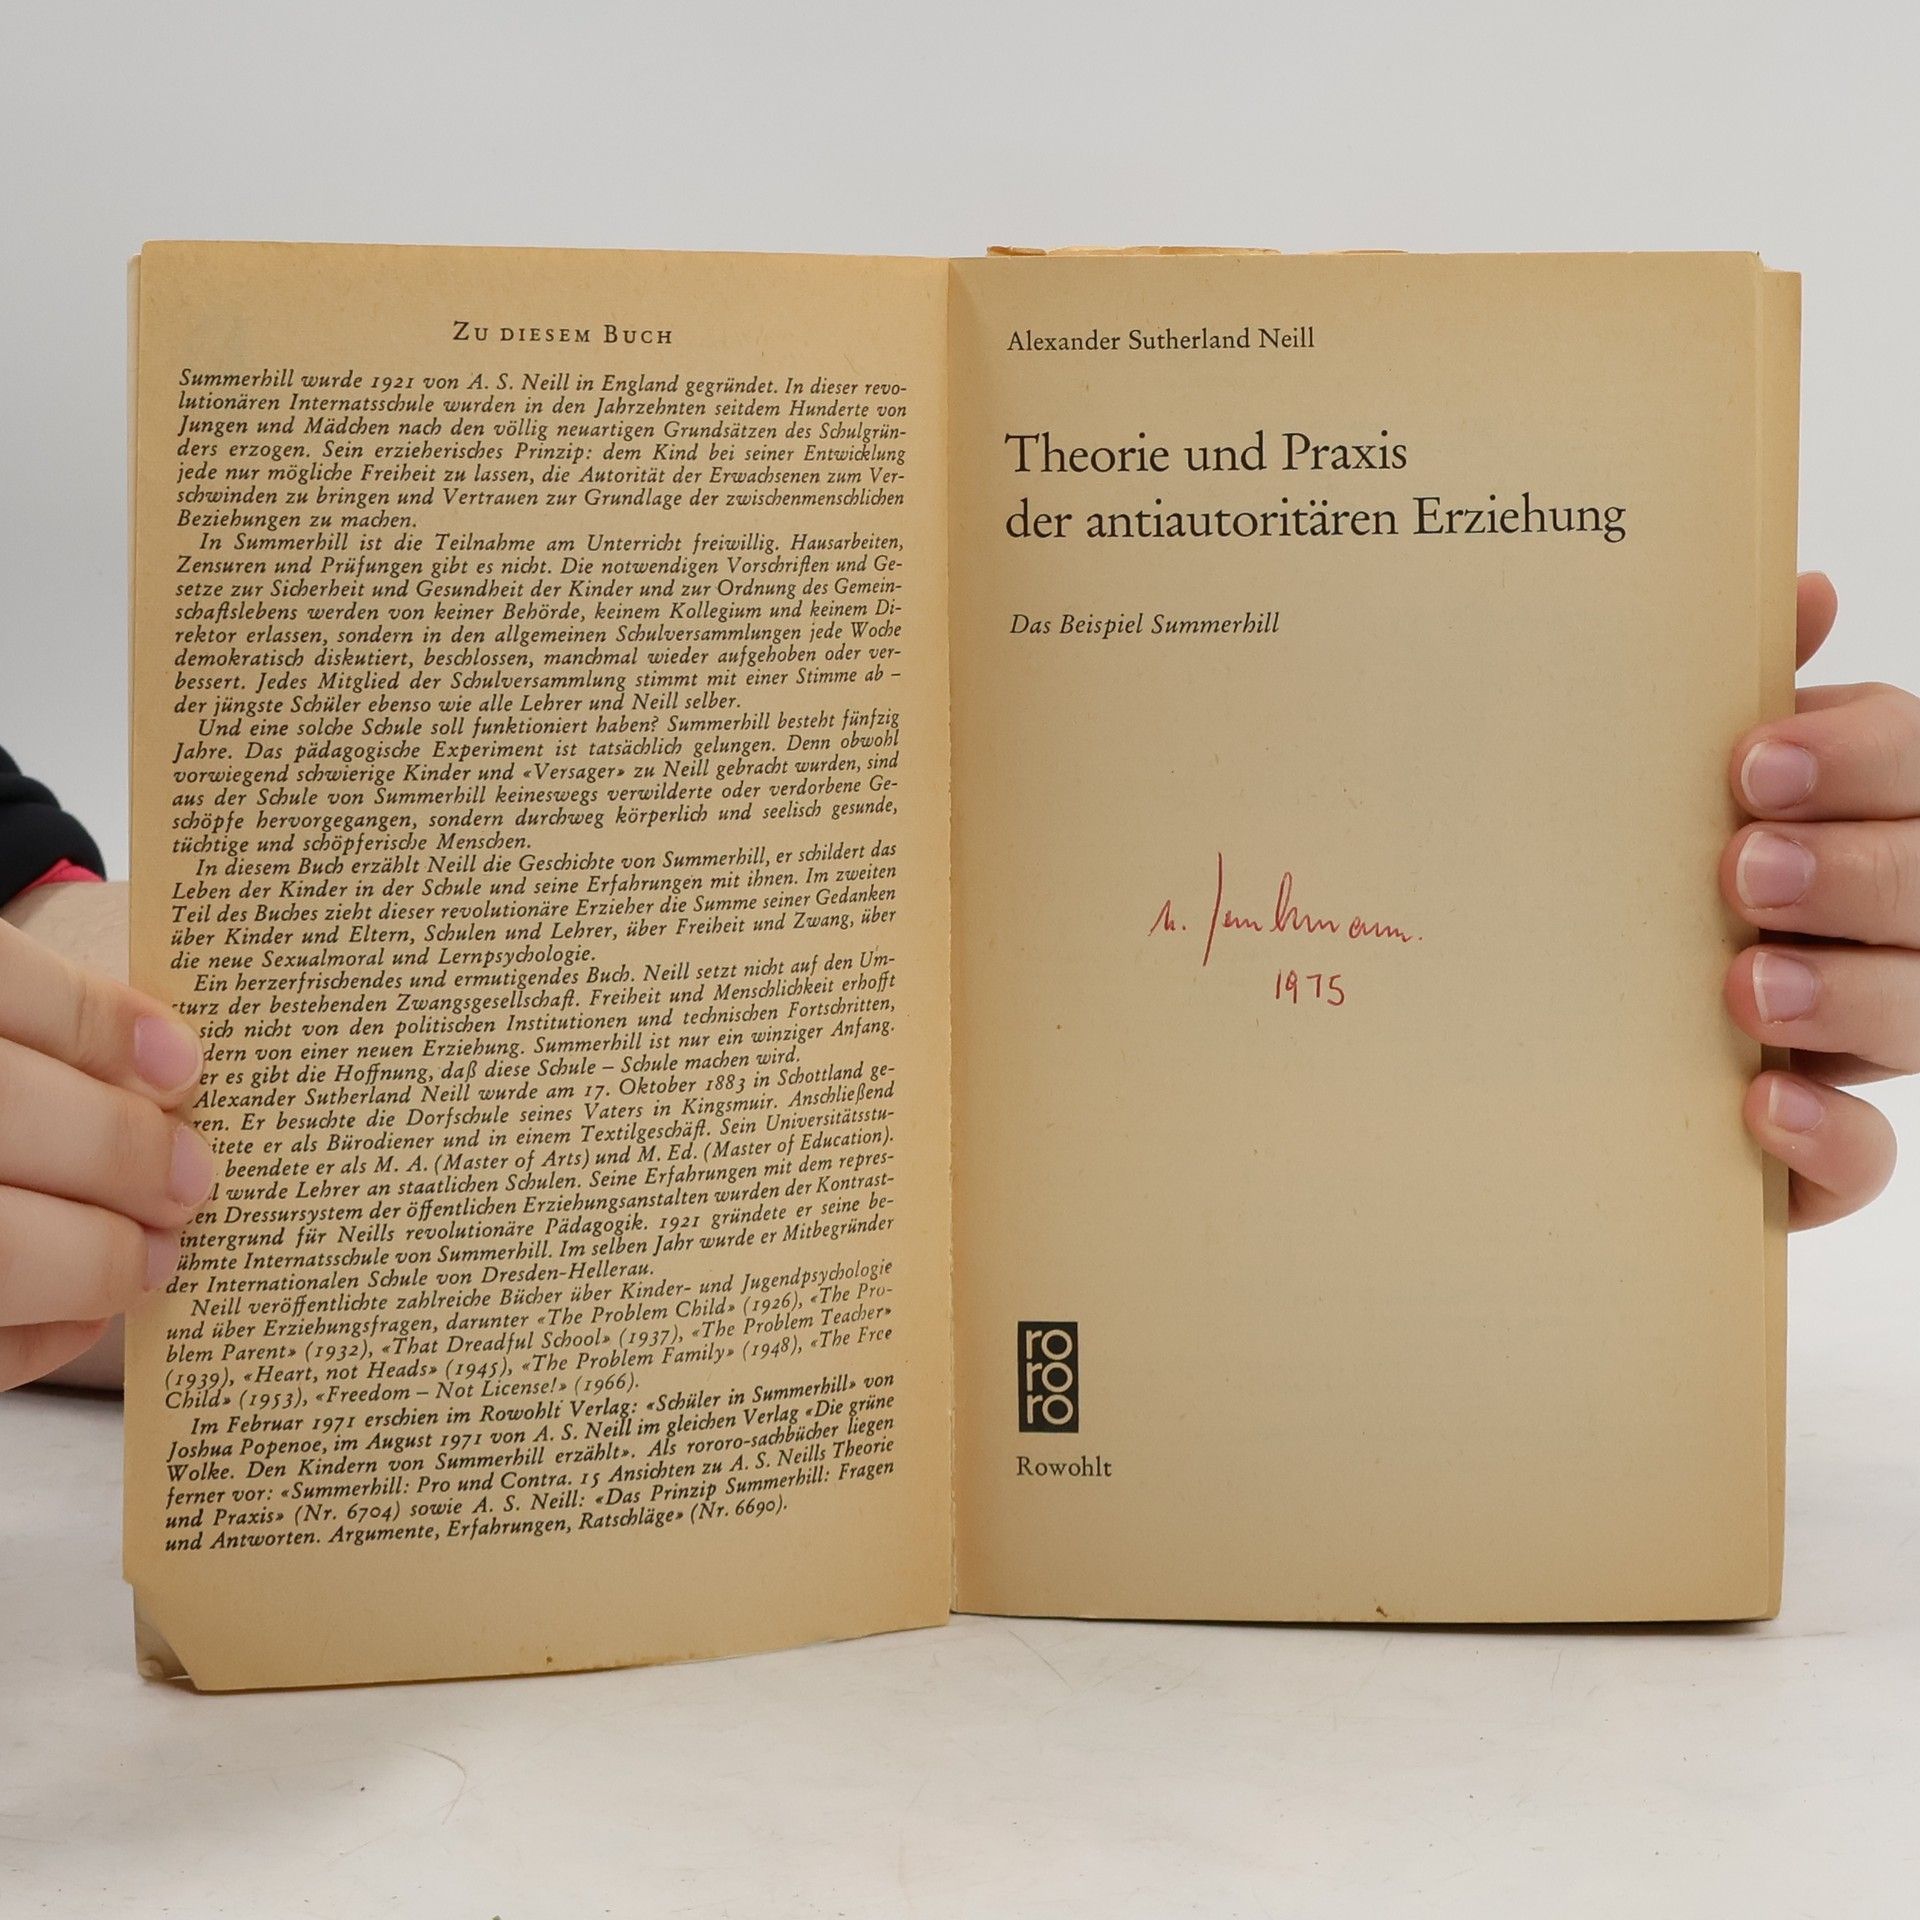 ZU DIESEM BUCH
Summerhill wurde 1921 von A. S. Neill in England gegründet. In dieser revo-
lutionären Internatsschule wurden in den Jahrzehnten seitdem Hunderte von
Jungen und Mädchen nach den völlig neuartigen Grundsätzen des Schulgrün-
ders erzogen. Sein erzieherisches Prinzip: dem Kind bei seiner Entwicklung
jede nur mögliche Freiheit zu lassen, die Autorität der Erwachsenen zum Ver-
schwinden zu bringen und Vertrauen zur Grundlage der zwischenmenschlichen
Beziehungen zu machen.
In Summerhill ist die Teilnahme am Unterricht freiwillig. Hausarbeiten,
Zensuren und Prüfungen gibt es nicht. Die notwendigen Vorschriften und Ge-
setze zur Sicherheit und Gesundheit der Kinder und zur Ordnung des Gemein-
schaftslebens werden von keiner Behörde, keinem Kollegium und keinem Di-
rektor erlassen, sondern in den allgemeinen Schulversammlungen jede Woche
demokratisch diskutiert, beschlossen, manchmal wieder aufgehoben oder ver-
bessert. Jedes Mitglied der Schulversammlung stimmt mit einer Stimme ab –
der jüngste Schüler ebenso wie alle Lehrer und Neill selber.
Und eine solche Schule soll funktioniert haben? Summerhill besteht fünfzig
Jahre. Das pädagogische Experiment ist tatsächlich gelungen. Denn obwohl
vorwiegend schwierige Kinder und «Versager» zu Neill gebracht wurden, sind
aus der Schule von Summerhill keineswegs verwilderte oder verdorbene Ge-
schöpfe hervorgegangen, sondern durchweg körperlich und seelisch gesunde,
tüchtige und schöpferische Menschen.
In diesem Buch erzählt Neill die Geschichte von Summerhill, er schildert das
Leben der Kinder in der Schule und seine Erfahrungen mit ihnen. Im zweiten
Teil des Buches zieht dieser revolutionäre Erzieher die Summe seiner Gedanken
über Kinder und Eltern, Schulen und Lehrer, über Freiheit und Zwang, über
die neue Sexualmoral und Lernpsychologie.
Ein herzerfrischendes und ermutigendes Buch. Neill setzt nicht auf den Um-
sturz der bestehenden Zwangsgesellschaft. Freiheit und Menschlichkeit erhofft
sich nicht von den politischen Institutionen und technischen Fortschritten,
dern von einer neuen Erziehung. Summerhill ist nur ein winziger Anfang.
er es gibt die Hoffnung, daß diese Schule – Schule machen wird.
Alexander Sutherland Neill wurde am 17. Oktober 1883 in Schottland ge-
ren. Er besuchte die Dorfschule seines Vaters in Kingsmuir. Anschließend
itete er als Bürodiener und in einem Textilgeschäft. Sein Universitätsstu-
beendete er als M. A. (Master of Arts) und M. Ed. (Master of Education).
l wurde Lehrer an staatlichen Schulen. Seine Erfahrungen mit dem repres-
en Dressursystem der öffentlichen Erziehungsanstalten wurden der Kontrast-
intergrund für Neills revolutionäre Pädagogik. 1921 gründete er seine be-
ühmte Internatsschule von Summerhill. Im selben Jahr wurde er Mitbegründer
der Internationalen Schule von Dresden-Hellerau.
Neill veröffentlichte zahlreiche Bücher über Kinder- und Jugendpsychologie
und über Erziehungsfragen, darunter «The Problem Child» (1926), «The Pro-
blem Parent» (1932), «That Dreadful School» (1937), «The Problem Teacher»
(1939), «Heart, not Heads» (1945), «The Problem Family» (1948), «The Free
Child» (1953), «Freedom – Not License!» (1966).
Im Februar 1971 erschien im Rowohlt Verlag: «Schüler in Summerhill» von
Joshua Popenoe, im August 1971 von A. S. Neill im gleichen Verlag «Die grüne
Wolke. Den Kindern von Summerhill erzählt». Als rororo-sachbücher liegen
ferner vor: «Summerhill: Pro und Contra. 15 Ansichten zu A. S. Neills Theorie
und Praxis» (Nr. 6704) sowie A. S. Neill: «Das Prinzip Summerhill: Fragen
und Antworten. Argumente, Erfahrungen, Ratschläge» (Nr. 6690).
Alexander Sutherland Neill
Theorie und Praxis
der antiautoritären Erziehung
Das Beispiel Summerhill
1975
ro
ro
ro
Rowohlt